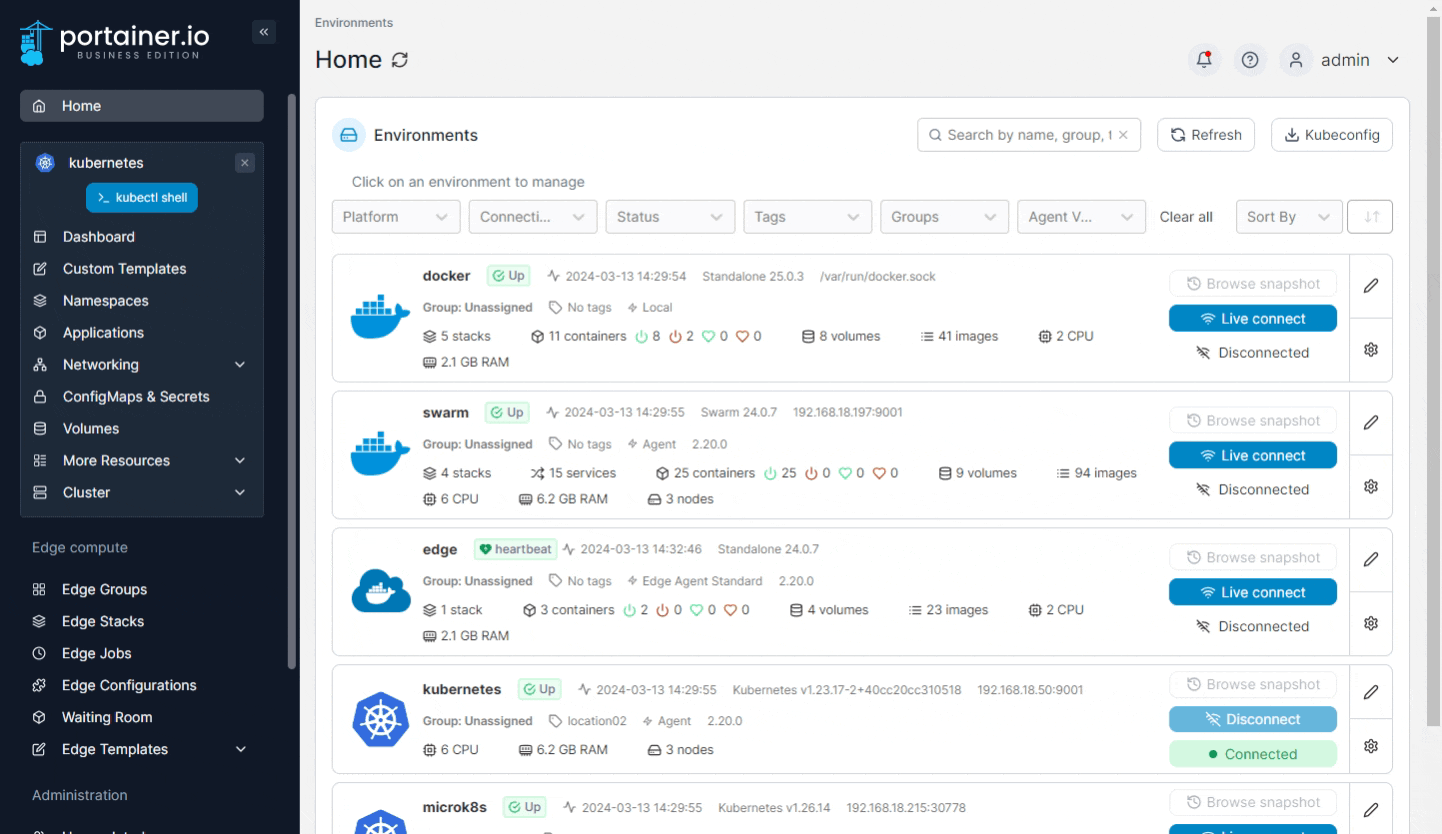 portainer.io
BUSINESS EDITION
Home
kubernetes
kubectl shell
Dashboard
Custom Templates
Namespaces
Applications
Networking
ConfigMaps & Secrets
Volumes
More Resources
Cluster
Edge compute
Edge Groups
Edge Stacks
Edge Jobs
Edge Configurations
Waiting Room
Edge Templates
Administration
Environments
Home
admin
Environments
Search by name, group, t
Refresh
Kubeconfig
Click on an environment to manage
Platform Connecti... Status Tags Groups Agent V... Clear all Sort By
docker Up 2024-03-13 14:29:54 Standalone 25.0.3 /var/run/docker.sock
Group: Unassigned No tags Local
5 stacks 11 containers 8 2 0 0 8 volumes 41 images 2 CPU
2.1 GB RAM
Browse snapshot
Live connect
Disconnected
swarm Up 2024-03-13 14:29:55 Swarm 24.0.7 192.168.18.197:9001
Group: Unassigned No tags Agent 2.20.0
4 stacks 15 services 25 containers 25 0 0 0 9 volumes 94 images
6 CPU 6.2 GB RAM 3 nodes
Browse snapshot
Live connect
Disconnected
edge heartbeat 2024-03-13 14:32:46 Standalone 24.0.7
Group: Unassigned No tags Edge Agent Standard 2.20.0
1 stack 3 containers 2 0 0 0 4 volumes 23 images 2 CPU
2.1 GB RAM
Browse snapshot
Live connect
Disconnected
kubernetes Up 2024-03-13 14:29:55 Kubernetes v1.23.17-2+40cc20cc310518 192.168.18.50:9001
Group: Unassigned location02 Agent 2.20.0
6 CPU 6.2 GB RAM 3 nodes
Browse snapshot
Disconnect
Connected
microk8s Up 2024-03-13 14:29:55 Kubernetes v1.26.14 192.168.18.215:30778
Browse snapshot